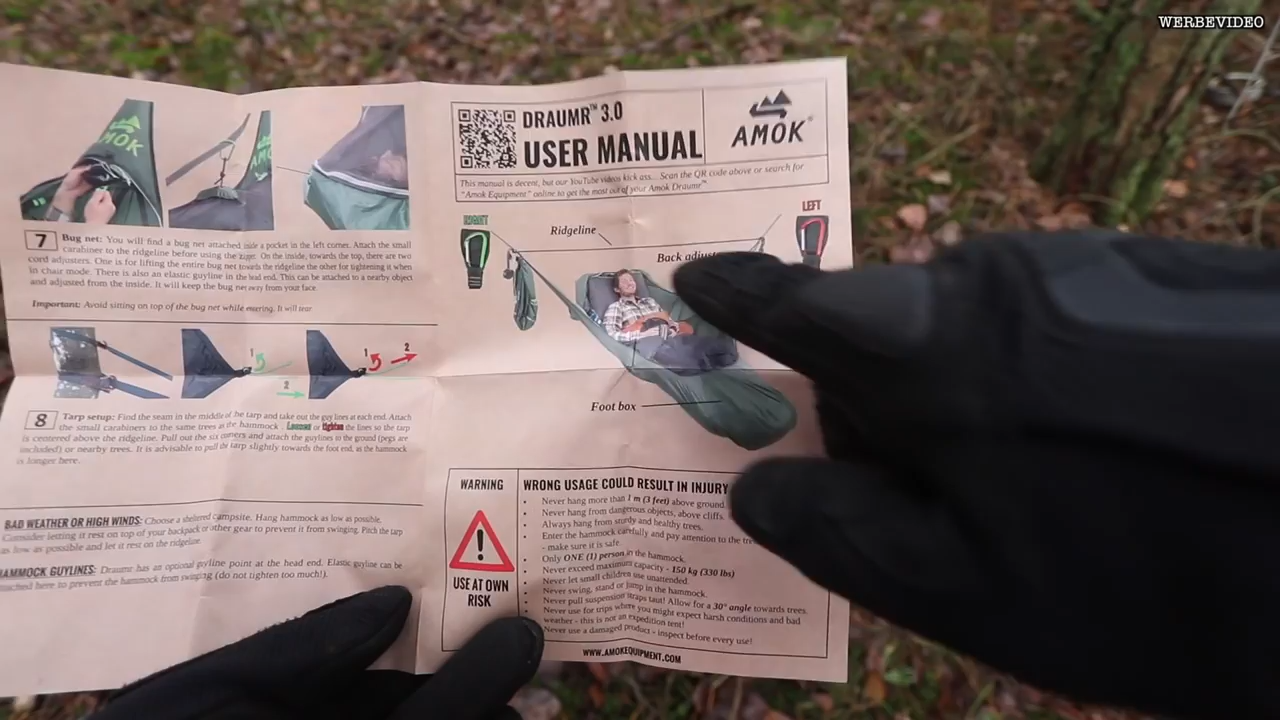 WERBEVIDEO
AMOK
AMOK
7 Bug net: You will find a bug net attached inside a pocket in the left corner. Attach the small
carabiner to the ridgeline before using the zipper. On the inside, towards the top, there are two
cord adjusters. One is for lifting the entire bug net towards the ridgeline the other for tightening it when
in chair mode. There is also an elastic guyline in the head end. This can be attached to a nearby object
and adjusted from the inside. It will keep the bug net away from your face.
Important: Avoid sitting on top of the bug net while entering. It will tear
1
2
1
2
8 Tarp setup: Find the seam in the middle of the tarp and take out the guy lines at each end. Attach
the small carabiners to the same trees as the hammock. Loosen or tighten the lines so the tarp
is centered above the ridgeline. Pull out the six corners and attach the guylines to the ground (pegs are
included) or nearby trees. It is advisable to pull the tarp slightly towards the foot end, as the hammock
is longer here.
BAD WEATHER OR HIGH WINDS: Choose a sheltered campsite. Hang hammock as low as possible.
Consider letting it rest on top of your backpack or other gear to prevent it from swinging. Pitch the tarp
as low as possible and let it rest on the ridgeline.
HAMMOCK GUYLINES: Draumr has an optional guyline point at the head end. Elastic guyline can be
attached here to prevent the hammock from swinging (do not tighten too much!).
DRAUMR™ 3.0
USER MANUAL
AMOK®
This manual is decent, but our YouTube videos kick ass... Scan the QR code above or search for
"Amok Equipment" online to get the most out of your Amok Draumr™
RIGHT
LEFT
Ridgeline
Back
Foot box
WARNING
USE AT OWN
RISK
WRONG USAGE COULD RESULT IN INJURY
• Never hang more than 1 m (3 feet) above ground.
• Never hang from dangerous objects, above cliffs.
• Always hang from sturdy and healthy trees.
• Enter the hammock carefully and pay attention to the
- make sure it is safe.
• Only ONE (1) person in the hammock.
• Never exceed maximum capacity - 150 kg (330 lbs)
• Never let small children use unattended.
• Never swing, stand or jump in the hammock.
• Never pull suspension straps taut! Allow for a 30° angle towards trees.
• Never use for trips where you might expect harsh conditions and bad
weather - this is not an expedition tent!
• Never use a damaged product - inspect before every use!
WWW.AMOKEQUIPMENT.COM